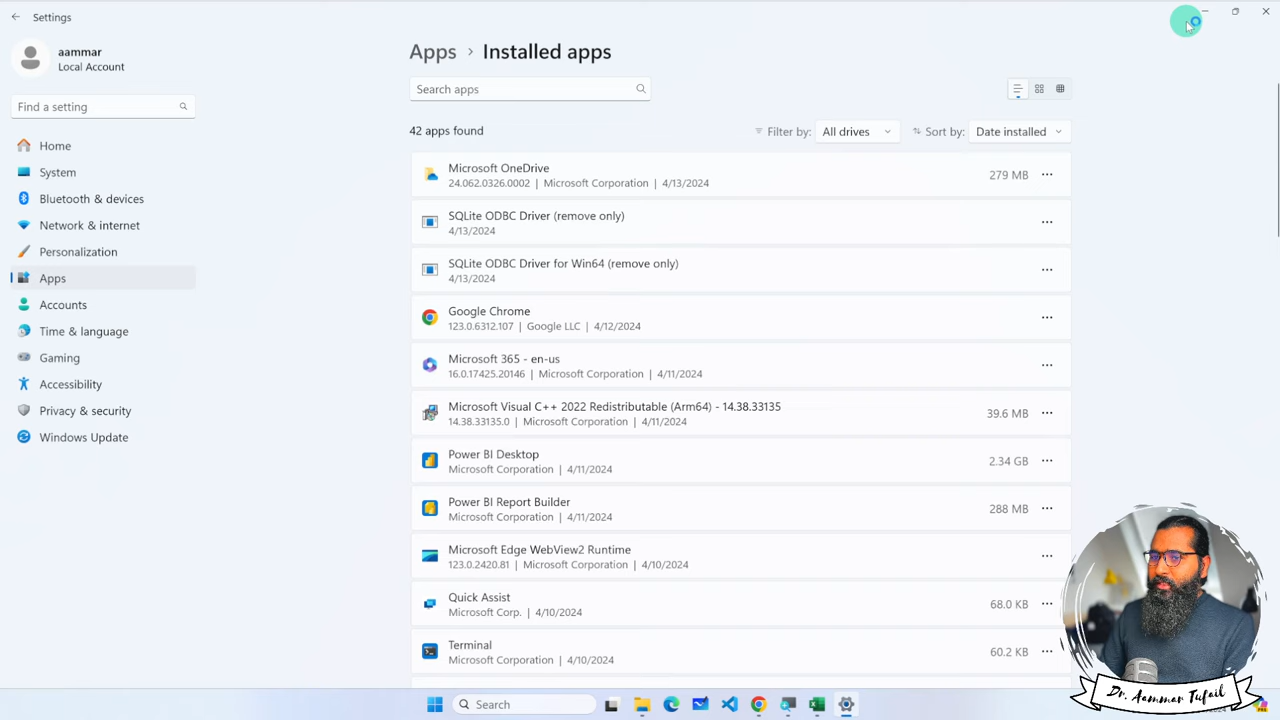 Settings
aammar
Local Account
Find a setting
Home
System
Bluetooth & devices
Network & internet
Personalization
Apps
Accounts
Time & language
Gaming
Accessibility
Privacy & security
Windows Update
Apps > Installed apps
Search apps
42 apps found
Filter by: All drives
Sort by: Date installed
Microsoft OneDrive
24.062.0326.0002 | Microsoft Corporation | 4/13/2024
279 MB
SQLite ODBC Driver (remove only)
4/13/2024
SQLite ODBC Driver for Win64 (remove only)
4/13/2024
Google Chrome
123.0.6312.107 | Google LLC | 4/12/2024
Microsoft 365 - en-us
16.0.17425.20146 | Microsoft Corporation | 4/11/2024
Microsoft Visual C++ 2022 Redistributable (Arm64) - 14.38.33135
14.38.33135.0 | Microsoft Corporation | 4/11/2024
39.6 MB
Power BI Desktop
Microsoft Corporation | 4/11/2024
2.34 GB
Power BI Report Builder
Microsoft Corporation | 4/11/2024
288 MB
Microsoft Edge WebView2 Runtime
123.0.2420.81 | Microsoft Corporation | 4/10/2024
Quick Assist
Microsoft Corp. | 4/10/2024
68.0 KB
Terminal
Microsoft Corporation | 4/10/2024
60.2 KB
Dr. Aammar Tufail
Search